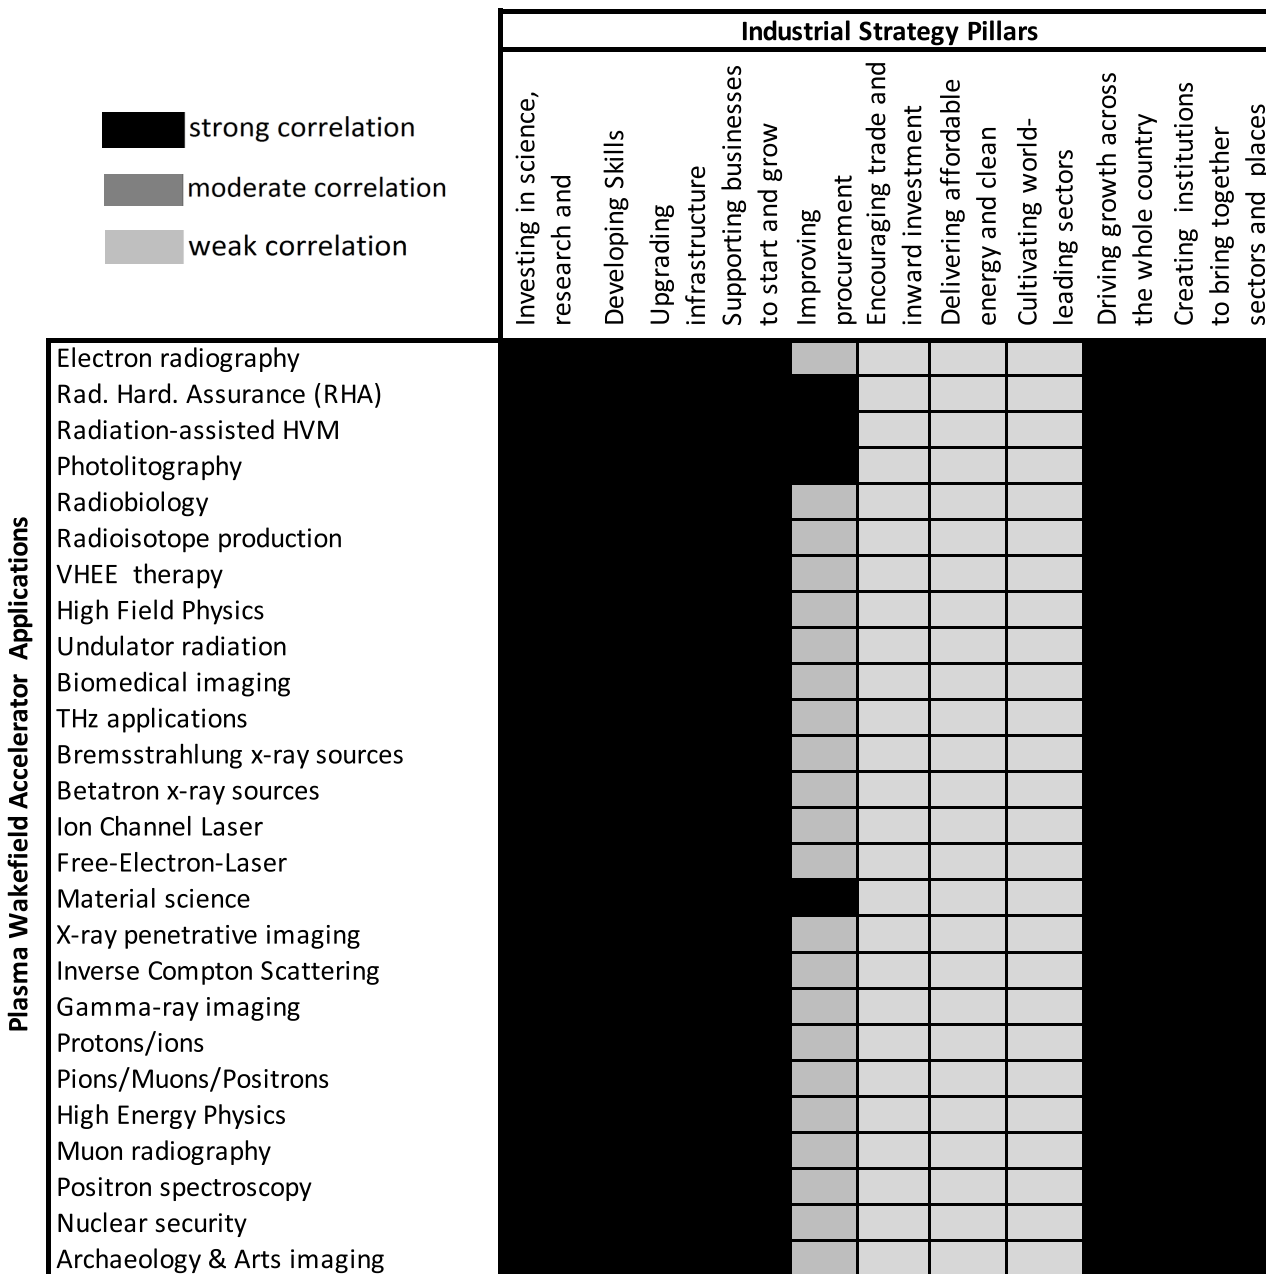 Industrial Strategy Pillars
strong correlation
moderate correlation
weak correlation
Investing in science,
research and
Developing Skills
Upgrading
infrastructure
Supporting businesses
to start and grow
Improving
procurement
Encouraging trade and
inward investment
Delivering affordable
energy and clean
Cultivating world-
leading sectors
Driving growth across
the whole country
Creating institutions
to bring together
sectors and places
Plasma Wakefield Accelerator Applications
Electron radiography
Rad. Hard. Assurance (RHA)
Radiation-assisted HVM
Photolitography
Radiobiology
Radioisotope production
VHEE therapy
High Field Physics
Undulator radiation
Biomedical imaging
THz applications
Bremsstrahlung x-ray sources
Betatron x-ray sources
Ion Channel Laser
Free-Electron-Laser
Material science
X-ray penetrative imaging
Inverse Compton Scattering
Gamma-ray imaging
Protons/ions
Pions/Muons/Positrons
High Energy Physics
Muon radiography
Positron spectroscopy
Nuclear security
Archaeology & Arts imaging